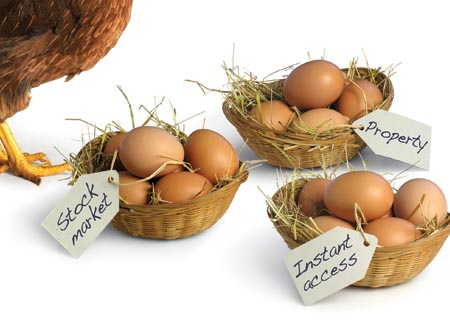 Property
Stock
market
Instant
access